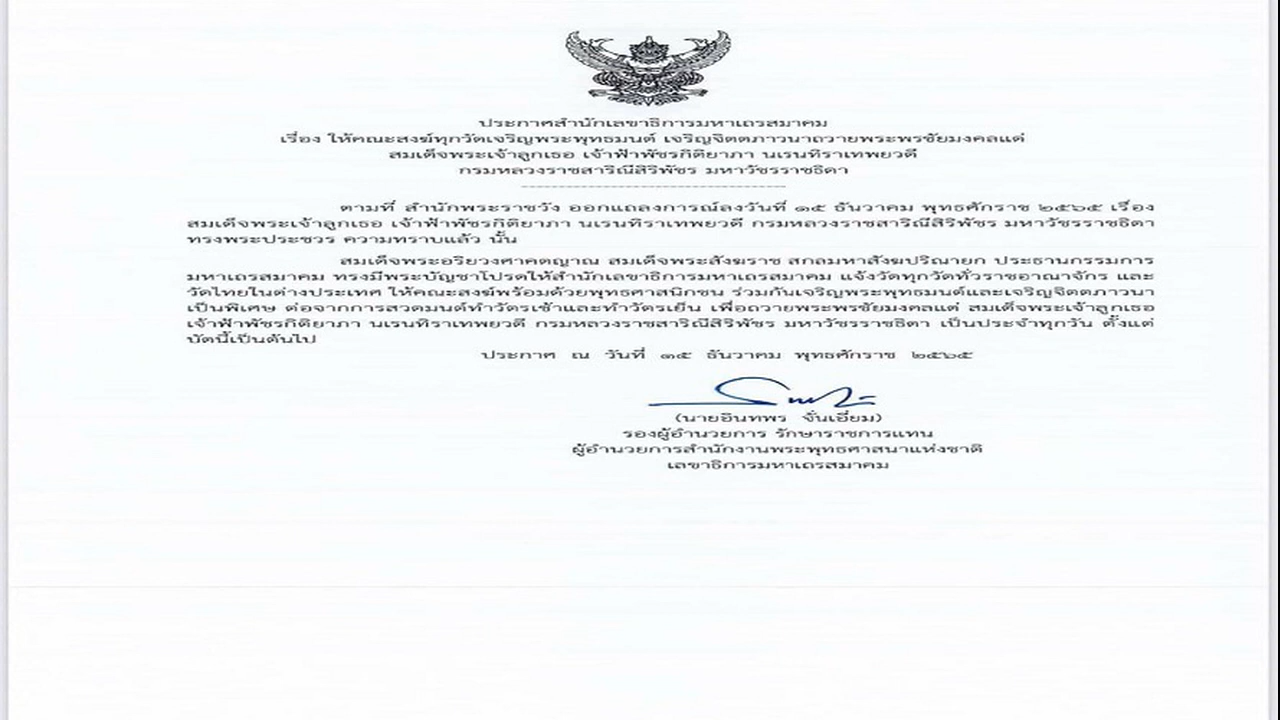 ประกาศสำนักเลขาธิการมหาเถรสมาคม
เรื่อง ให้คณะสงฆ์ทุกวัดเจริญพระพุทธมนต์ เจริญจิตตภาวนาถวายพระพรชัยมงคลแด่
สมเด็จพระเจ้าลูกเธอ เจ้าฟ้าพัชรกิติยาภา นเรนทิราเทพยวดี
กรมหลวงราชสาริณีสิริพัชร มหาวัชรราชธิดา
ตามที่ สำนักพระราชวัง ออกแถลงการณ์ลงวันที่ ๑๕ ธันวาคม พุทธศักราช ๒๕๖๕ เรื่อง
สมเด็จพระเจ้าลูกเธอ เจ้าฟ้าพัชรกิติยาภา นเรนทิราเทพยวดี กรมหลวงราชสาริณีสิริพัชร มหาวัชรราชธิดา
ทรงพระประชวร ความทราบแล้ว นั้น
สมเด็จพระอริยวงศาคตญาณ สมเด็จพระสังฆราช สกลมหาสังฆปริณายก ประธานกรรมการ
มหาเถรสมาคม ทรงมีพระบัญชาโปรดให้สำนักเลขาธิการมหาเถรสมาคม แจ้งวัดทุกวัดทั่วราชอาณาจักร และ
วัดไทยในต่างประเทศ ให้คณะสงฆ์พร้อมด้วยพุทธศาสนิกชน ร่วมกันเจริญพระพุทธมนต์และเจริญจิตตภาวนา
เป็นพิเศษ ต่อจากการสวดมนต์ทำวัตรเช้าและทำวัตรเย็น เพื่อถวายพระพรชัยมงคลแด่ สมเด็จพระเจ้าลูกเธอ
เจ้าฟ้าพัชรกิติยาภา นเรนทิราเทพยวดี กรมหลวงราชสาริณีสิริพัชร มหาวัชรราชธิดา เป็นประจำทุกวัน ตั้งแต่
บัดนี้เป็นต้นไป
ประกาศ ณ วันที่ ๑๕ ธันวาคม พุทธศักราช ๒๕๖๕
(นายอินทพร จั่นเอี่ยม)
รองผู้อำนวยการ รักษาราชการแทน
ผู้อำนวยการสำนักงานพระพุทธศาสนาแห่งชาติ
เลขาธิการมหาเถรสมาคม